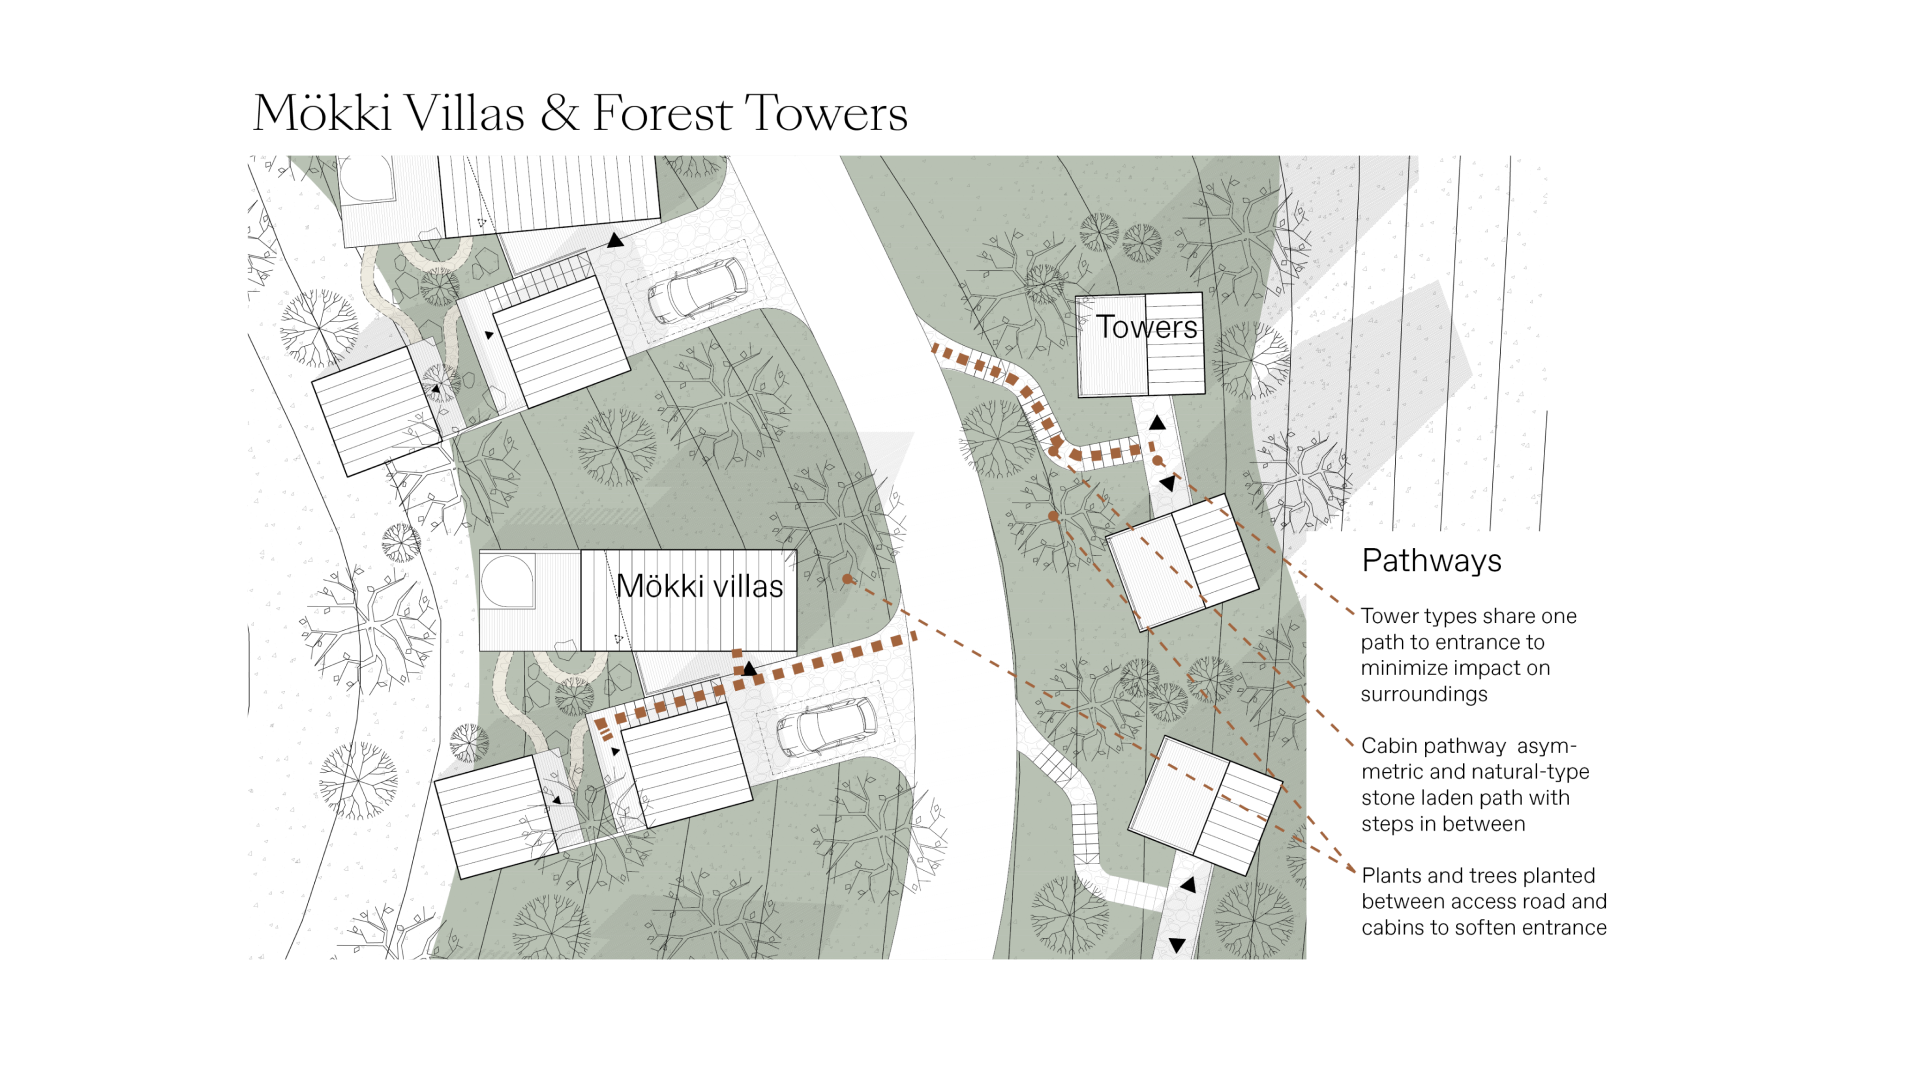 Mökki Villas & Forest Towers
Towers
Mökki villas
Pathways
Tower types share one
path to entrance to
minimize impact on
surroundings
Cabin pathway  asym-
metric and natural-type
stone laden path with
steps in between
Plants and trees planted
between access road and
cabins to soften entrance